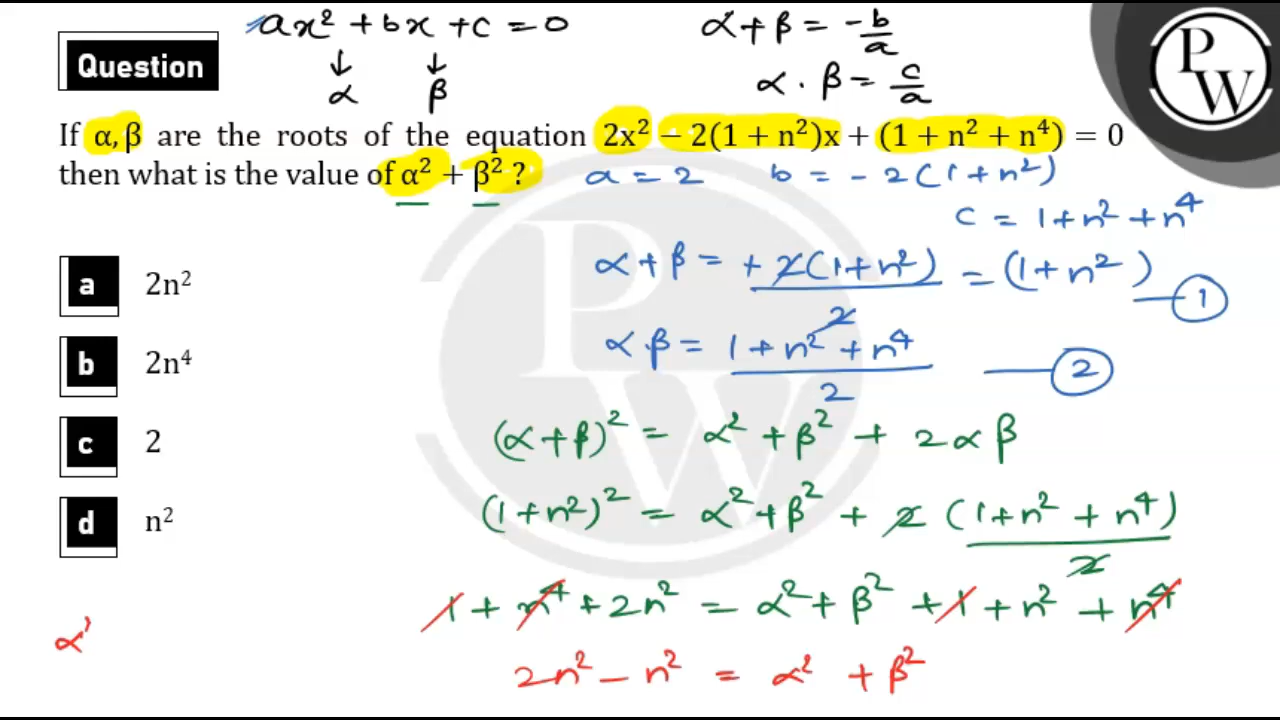 ax² + bx + c = 0
↓ ↓
α β
α + β = -b/a
α · β = c/a
PW
Question
If α, β are the roots of the equation 2x² − 2(1 + n²)x + (1 + n² + n⁴) = 0
then what is the value of α² + β² ?
a = 2 b = - 2 (1 + n²)
c = 1 + n² + n⁴
a 2n²
b 2n⁴
c 2
d n²
α + β = + 2(1 + n²)/2 = (1 + n²) — 1
α β = 1 + n² + n⁴/2 — 2
(α + β)² = α² + β² + 2 α β
(1 + n²)² = α² + β² + 2 (1 + n² + n⁴)/2
1 + n⁴ + 2n² = α² + β² + 1 + n² + n⁴
2n² - n² = α² + β²
α'